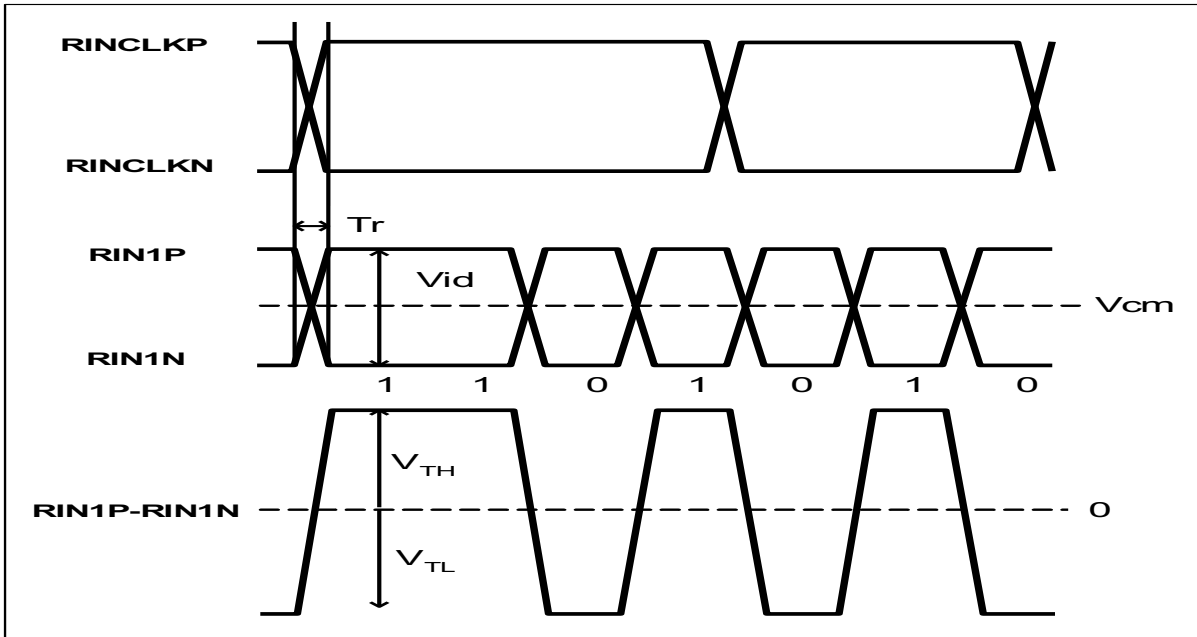 RINCLKP
RINCLKN
Tr
RIN1P
Vid
Vcm
RIN1N
1 1 0 1 0 1 0
VTH
RIN1P-RIN1N
0
VTL